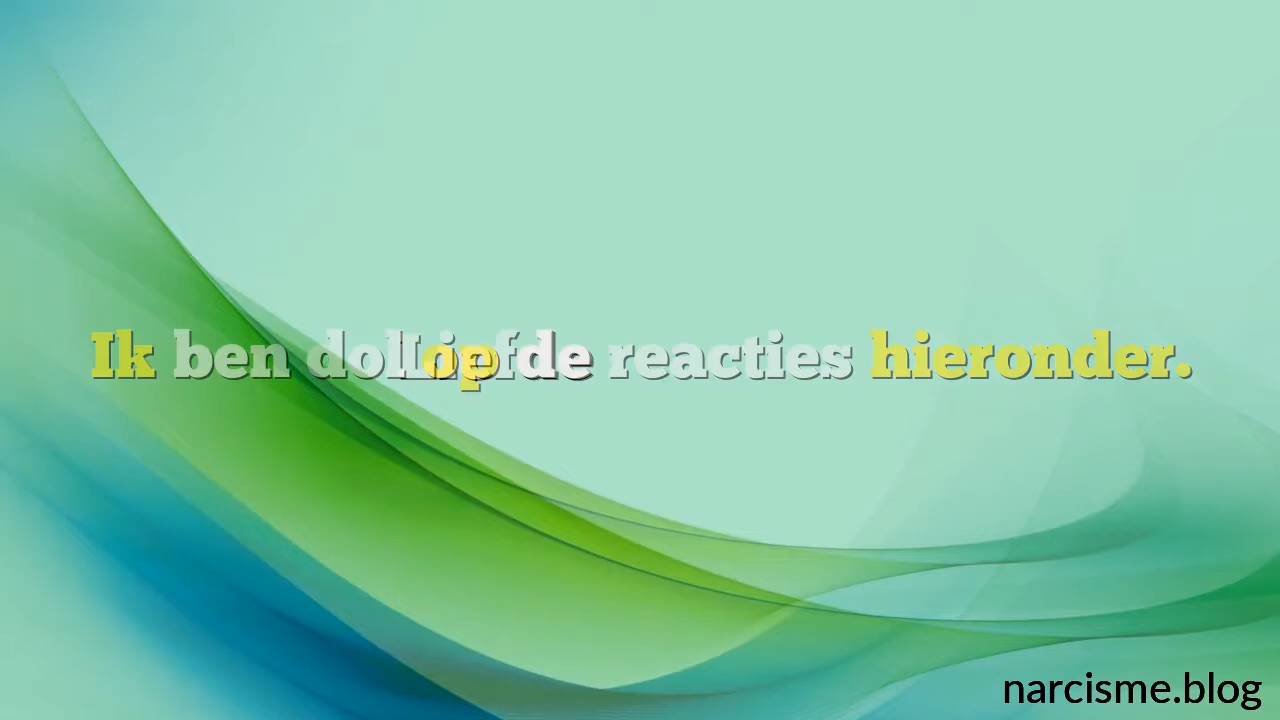 Ik ben dol op de reacties hieronder.
narcisme.blog